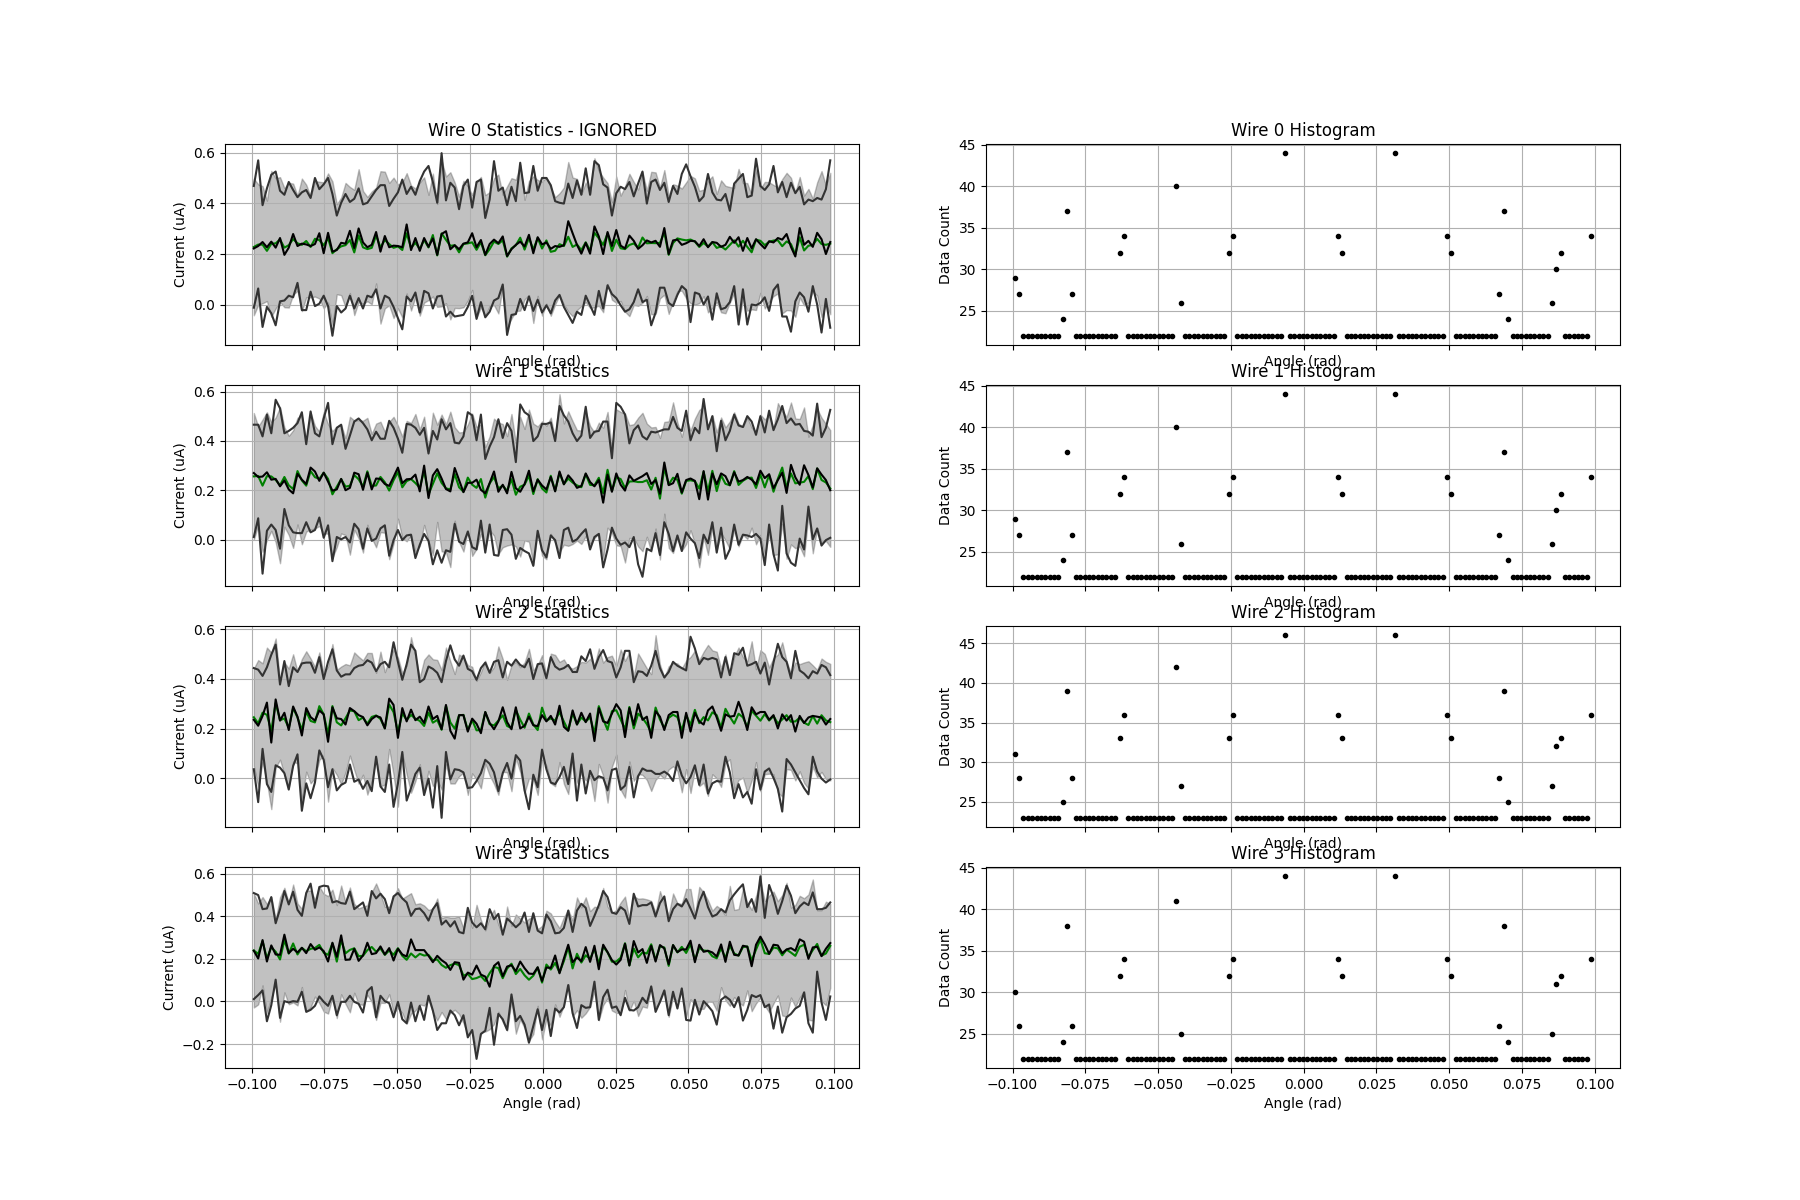 Wire 0 Statistics - IGNORED
0.6
0.4
0.2
0.0
Current (uA)
Angle (rad)
Wire 0 Histogram
45
40
35
30
25
Data Count
Angle (rad)
Wire 1 Statistics
0.6
0.4
0.2
0.0
Current (uA)
Angle (rad)
Wire 1 Histogram
45
40
35
30
25
Data Count
Angle (rad)
Wire 2 Statistics
0.6
0.4
0.2
0.0
Current (uA)
Angle (rad)
Wire 2 Histogram
45
40
35
30
25
Data Count
Angle (rad)
Wire 3 Statistics
0.6
0.4
0.2
0.0
−0.2
Current (uA)
−0.100 −0.075 −0.050 −0.025 0.000 0.025 0.050 0.075 0.100
Angle (rad)
Wire 3 Histogram
45
40
35
30
25
Data Count
−0.100 −0.075 −0.050 −0.025 0.000 0.025 0.050 0.075 0.100
Angle (rad)